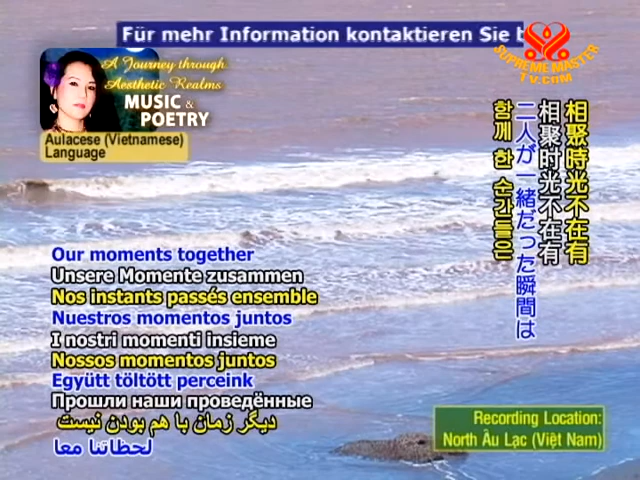 Für mehr Information kontaktieren Sie b
SUPREME MASTER
TV.COM
A Journey through
Aesthetic Realms
MUSIC &
POETRY
Aulacese (Vietnamese)
Language
相聚時光不在有
相聚时光不在有
二人が一緒だった瞬間は
함께 한 순간들은
Our moments together
Unsere Momente zusammen
Nos instants passés ensemble
Nuestros momentos juntos
I nostri momenti insieme
Nossos momentos juntos
Együtt töltött perceink
Прошли наши проведённые
دیگر زمان با هم بودن نیست
لحظاتنا معا
Recording Location:
North Âu Lạc (Việt Nam)